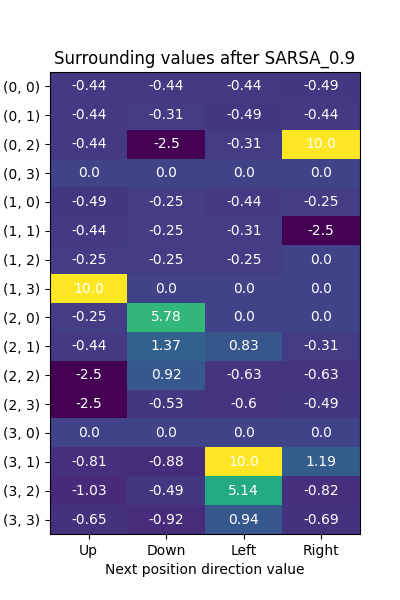 Surrounding values after SARSA_0.9
(0, 0) -0.44 -0.44 -0.44 -0.49
(0, 1) -0.44 -0.31 -0.49 -0.44
(0, 2) -0.44 -2.5 -0.31 10.0
(0, 3) 0.0 0.0 0.0 0.0
(1, 0) -0.49 -0.25 -0.44 -0.25
(1, 1) -0.44 -0.25 -0.31 -2.5
(1, 2) -0.25 -0.25 -0.25 0.0
(1, 3) 10.0 0.0 0.0 0.0
(2, 0) -0.25 5.78 0.0 0.0
(2, 1) -0.44 1.37 0.83 -0.31
(2, 2) -2.5 0.92 -0.63 -0.63
(2, 3) -2.5 -0.53 -0.6 -0.49
(3, 0) 0.0 0.0 0.0 0.0
(3, 1) -0.81 -0.88 10.0 1.19
(3, 2) -1.03 -0.49 5.14 -0.82
(3, 3) -0.65 -0.92 0.94 -0.69
Up Down Left Right
Next position direction value